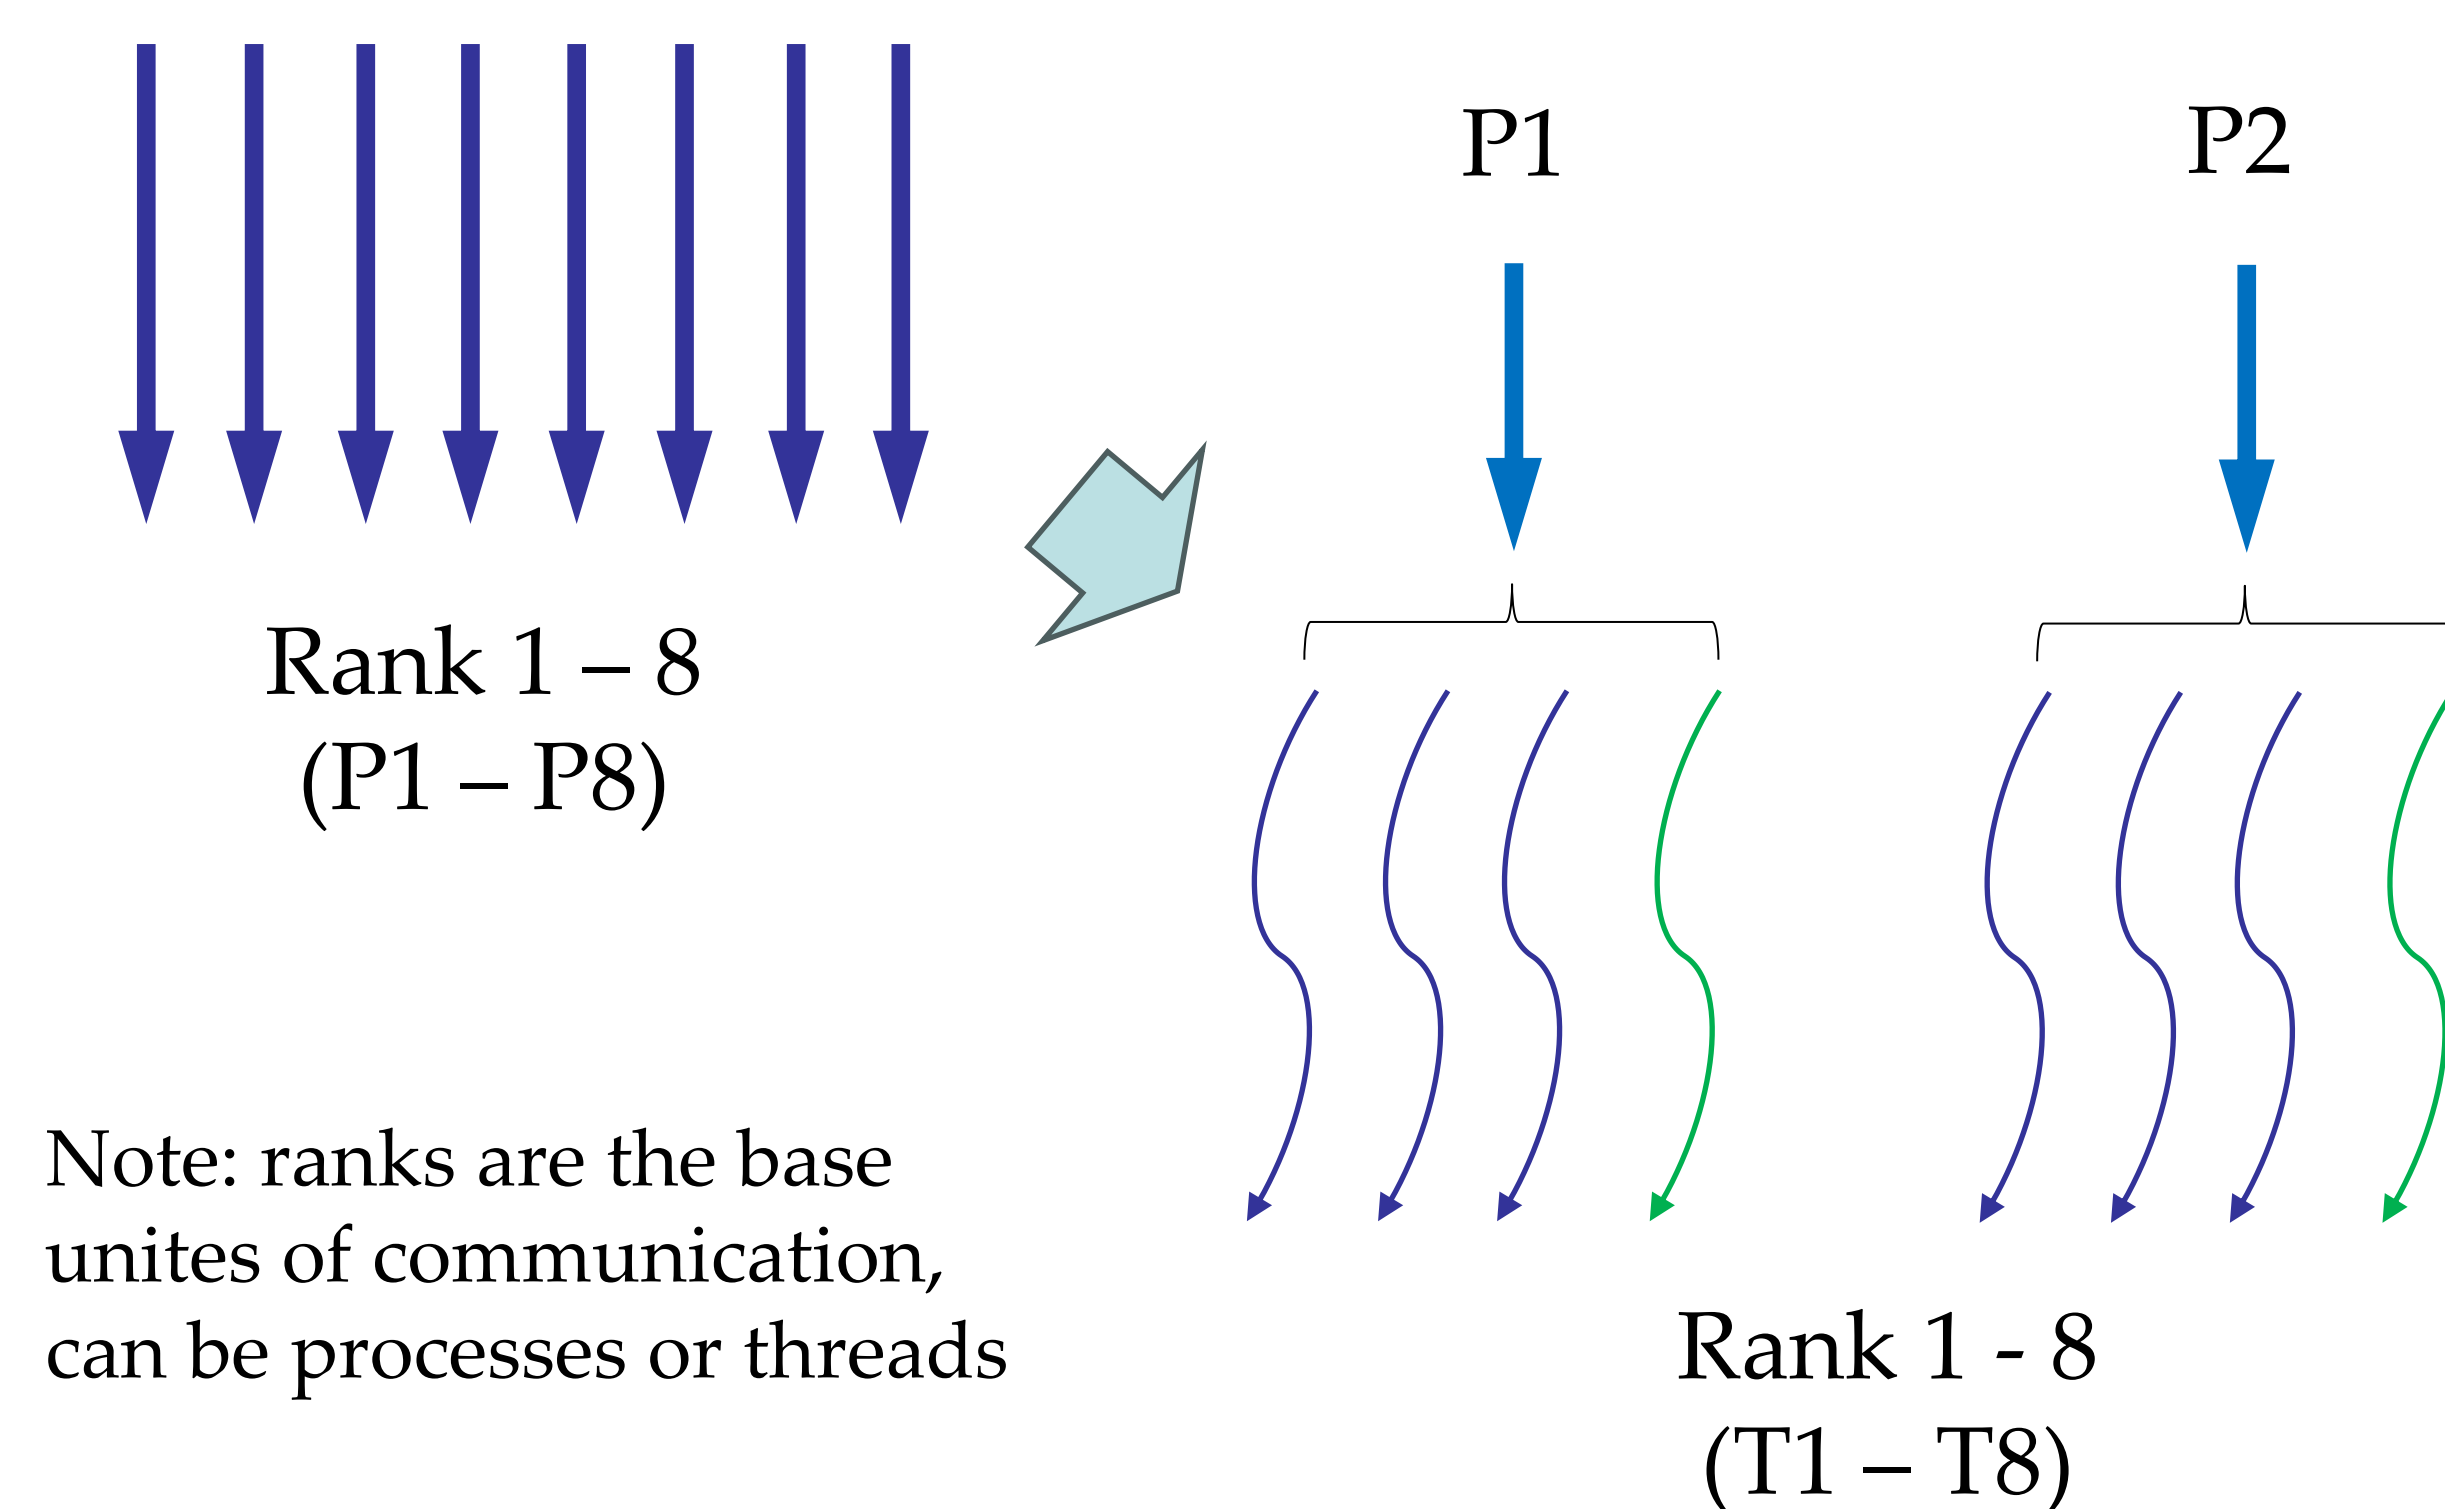 P1
P2
Rank 1 – 8
(P1 – P8)
Note: ranks are the base
unites of communication,
can be processes or threads
Rank 1 - 8
(T1 – T8)